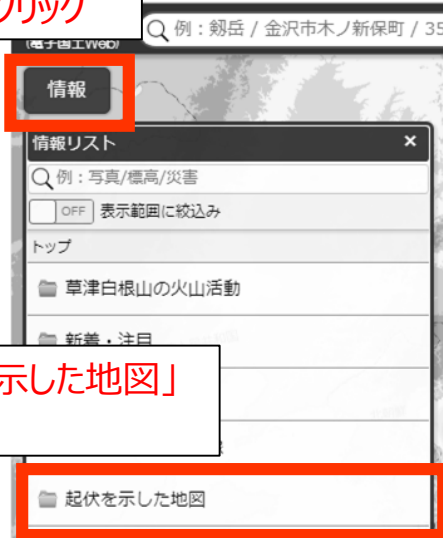 クリック
(電子国土Web)
例：剱岳 / 金沢市木ノ新保町 / 35
情報
情報リスト ×
例：写真/標高/災害
OFF 表示範囲に絞込み
トップ
草津白根山の火山活動
新着・注目
示した地図」
起伏を示した地図